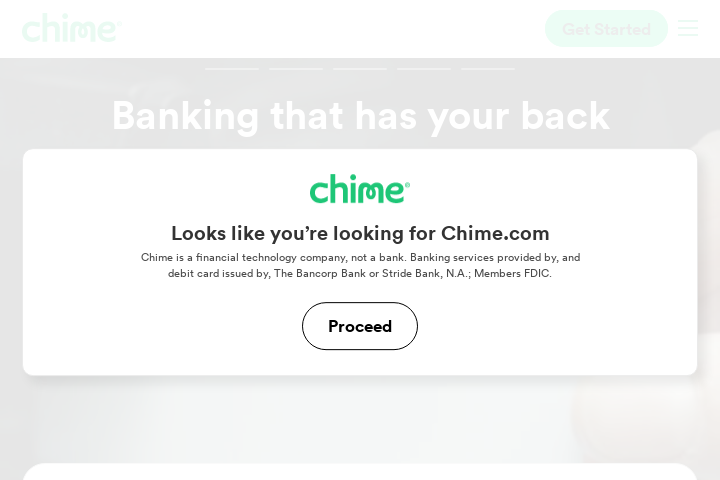 chime
Get Started
Banking that has your back
chime®
Looks like you're looking for Chime.com
Chime is a financial technology company, not a bank. Banking services provided by, and
debit card issued by, The Bancorp Bank or Stride Bank, N.A.; Members FDIC.
Proceed